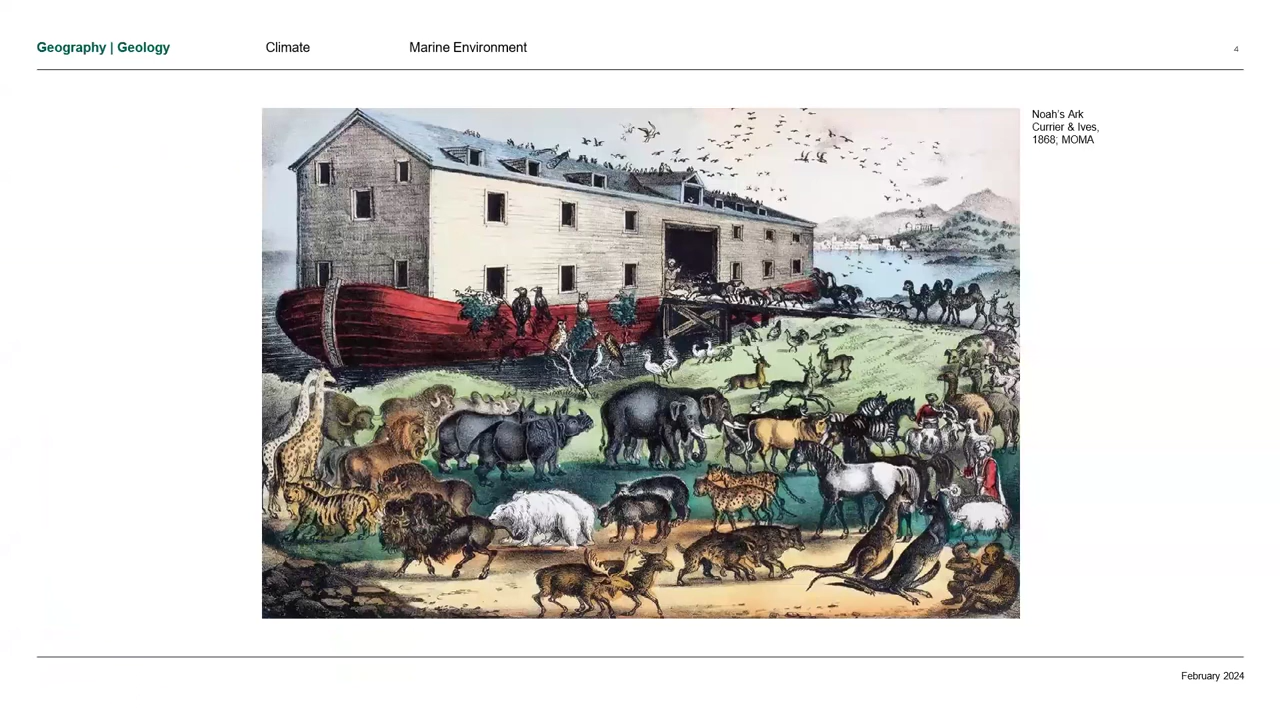 Geography | Geology Climate Marine Environment 4
Noah's Ark
Currier & Ives,
1868; MOMA
February 2024